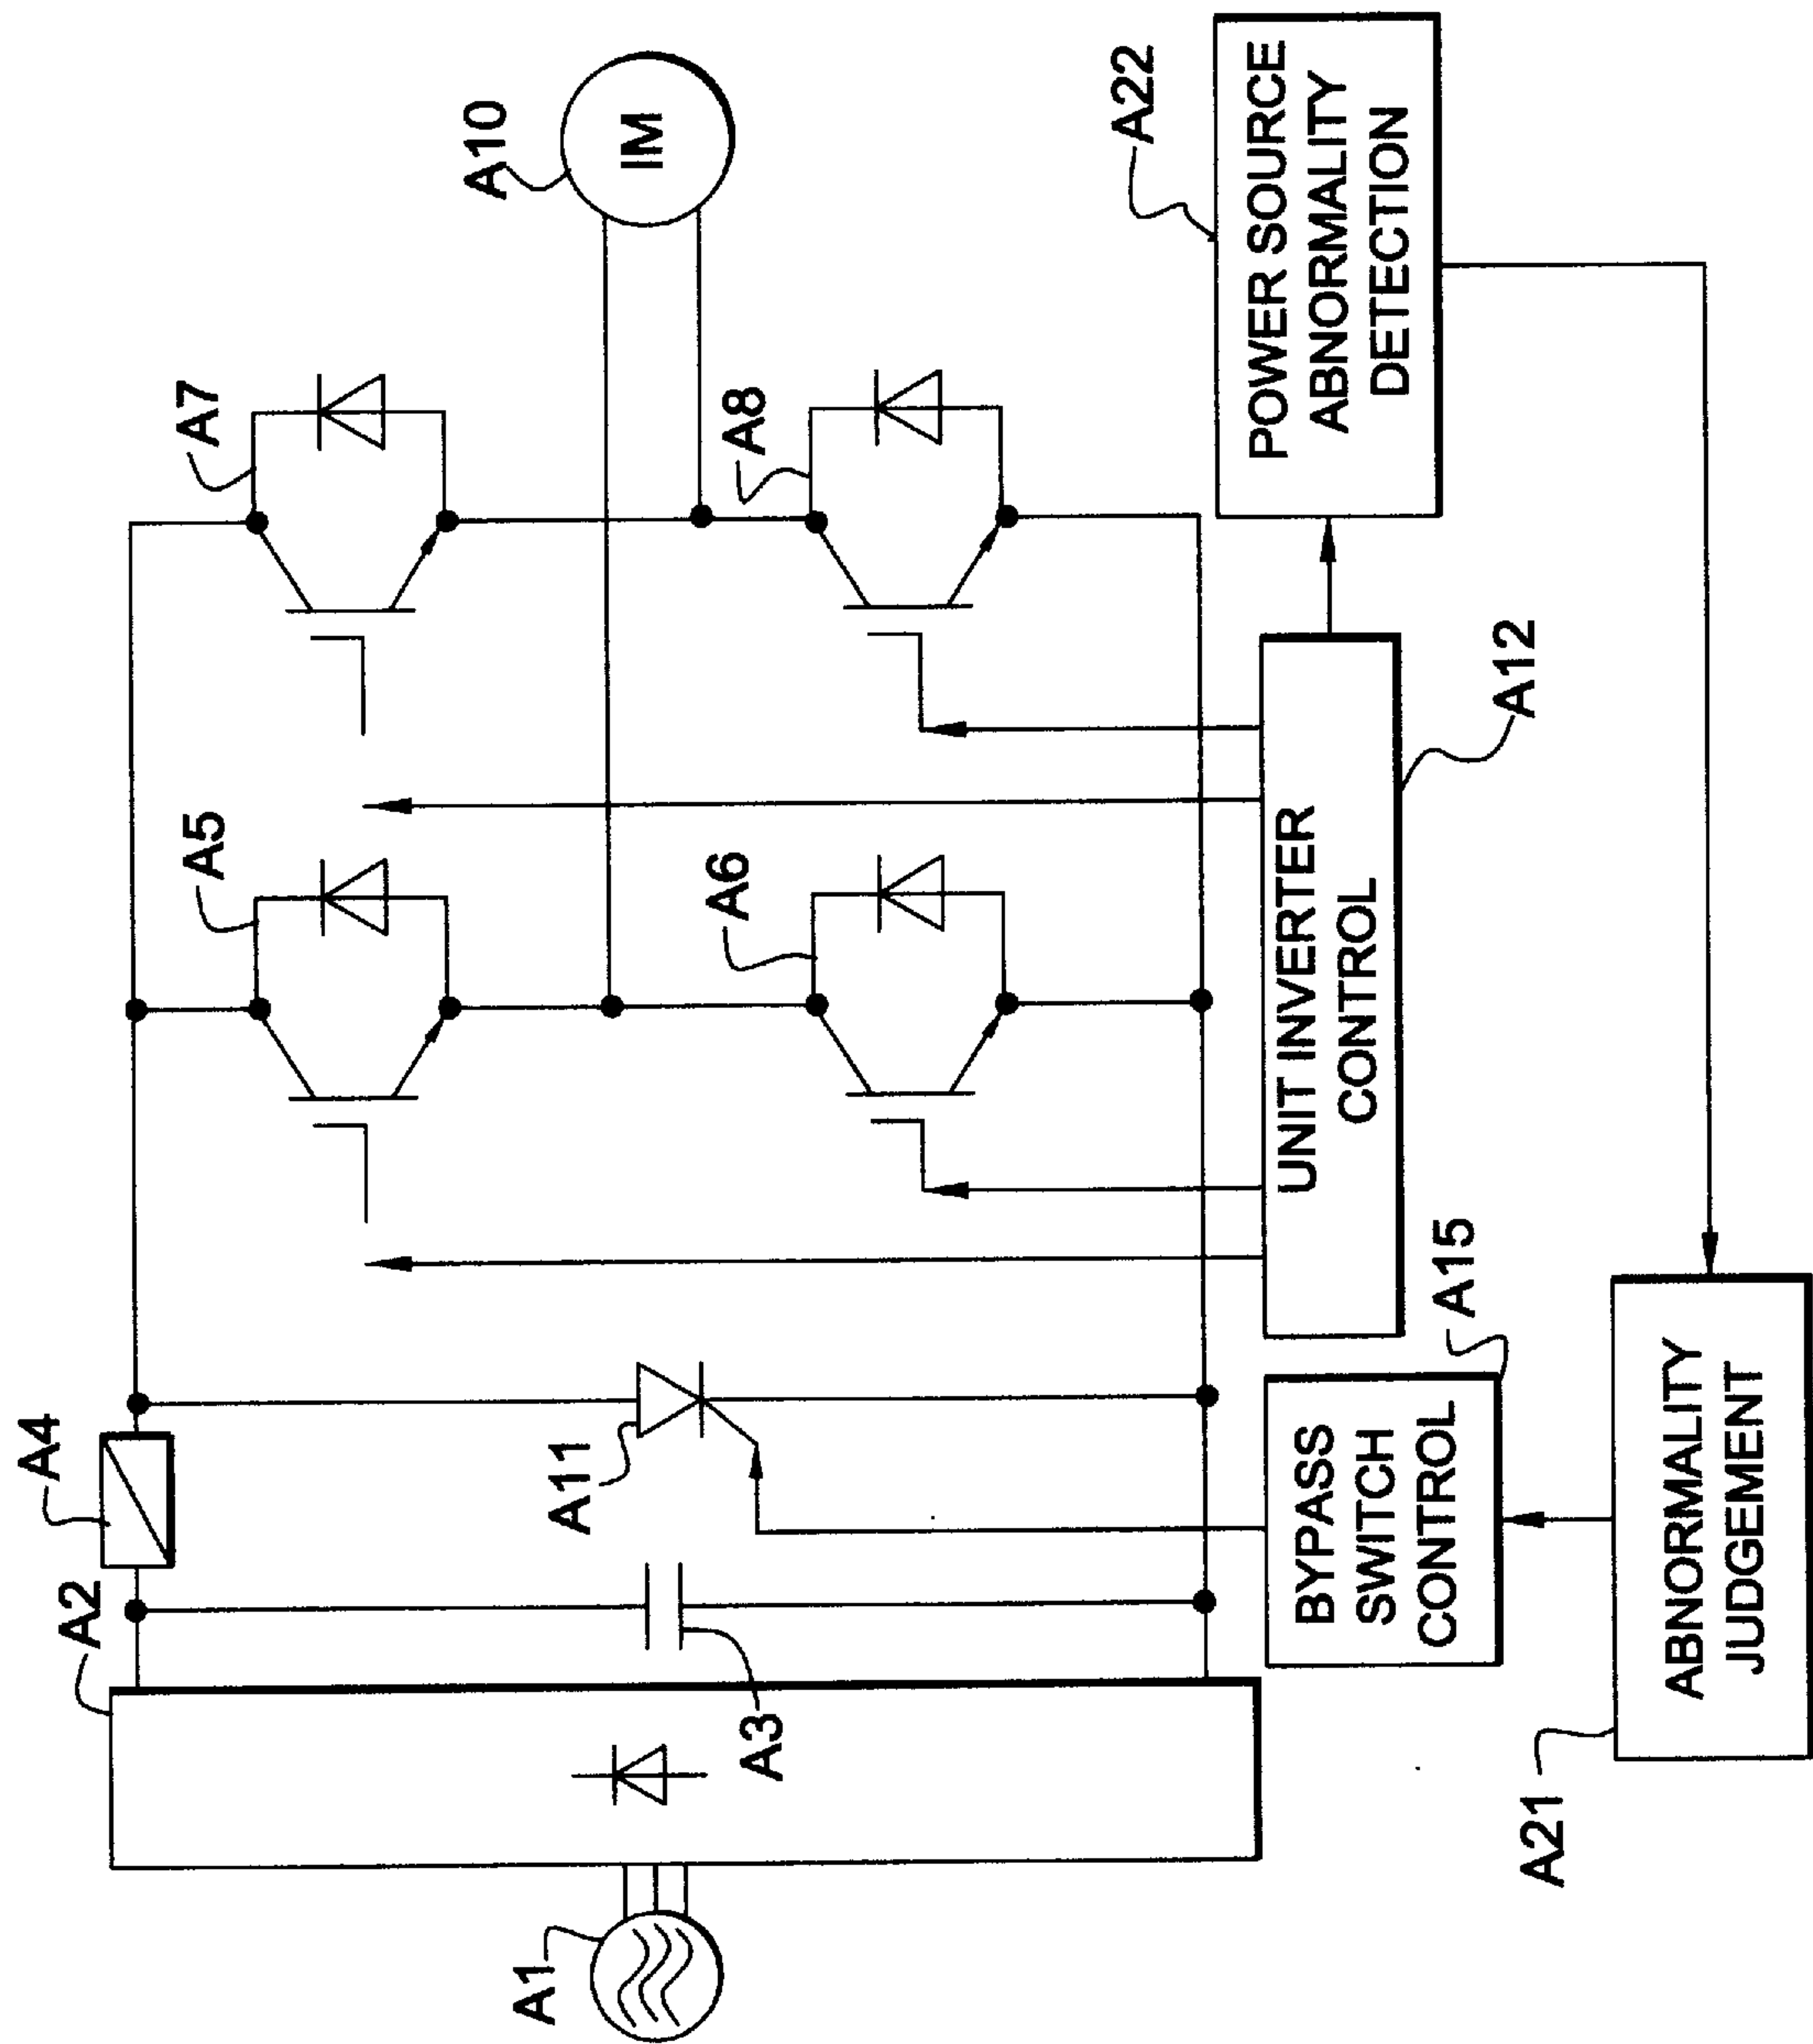 A1
A2
A4
A3
A11
A5
A6
A7
A8
A10
IM
BYPASS
SWITCH
CONTROL
A15
UNIT INVERTER
CONTROL
A12
POWER SOURCE
ABNORMALITY
DETECTION
A22
ABNORMALITY
JUDGEMENT
A21